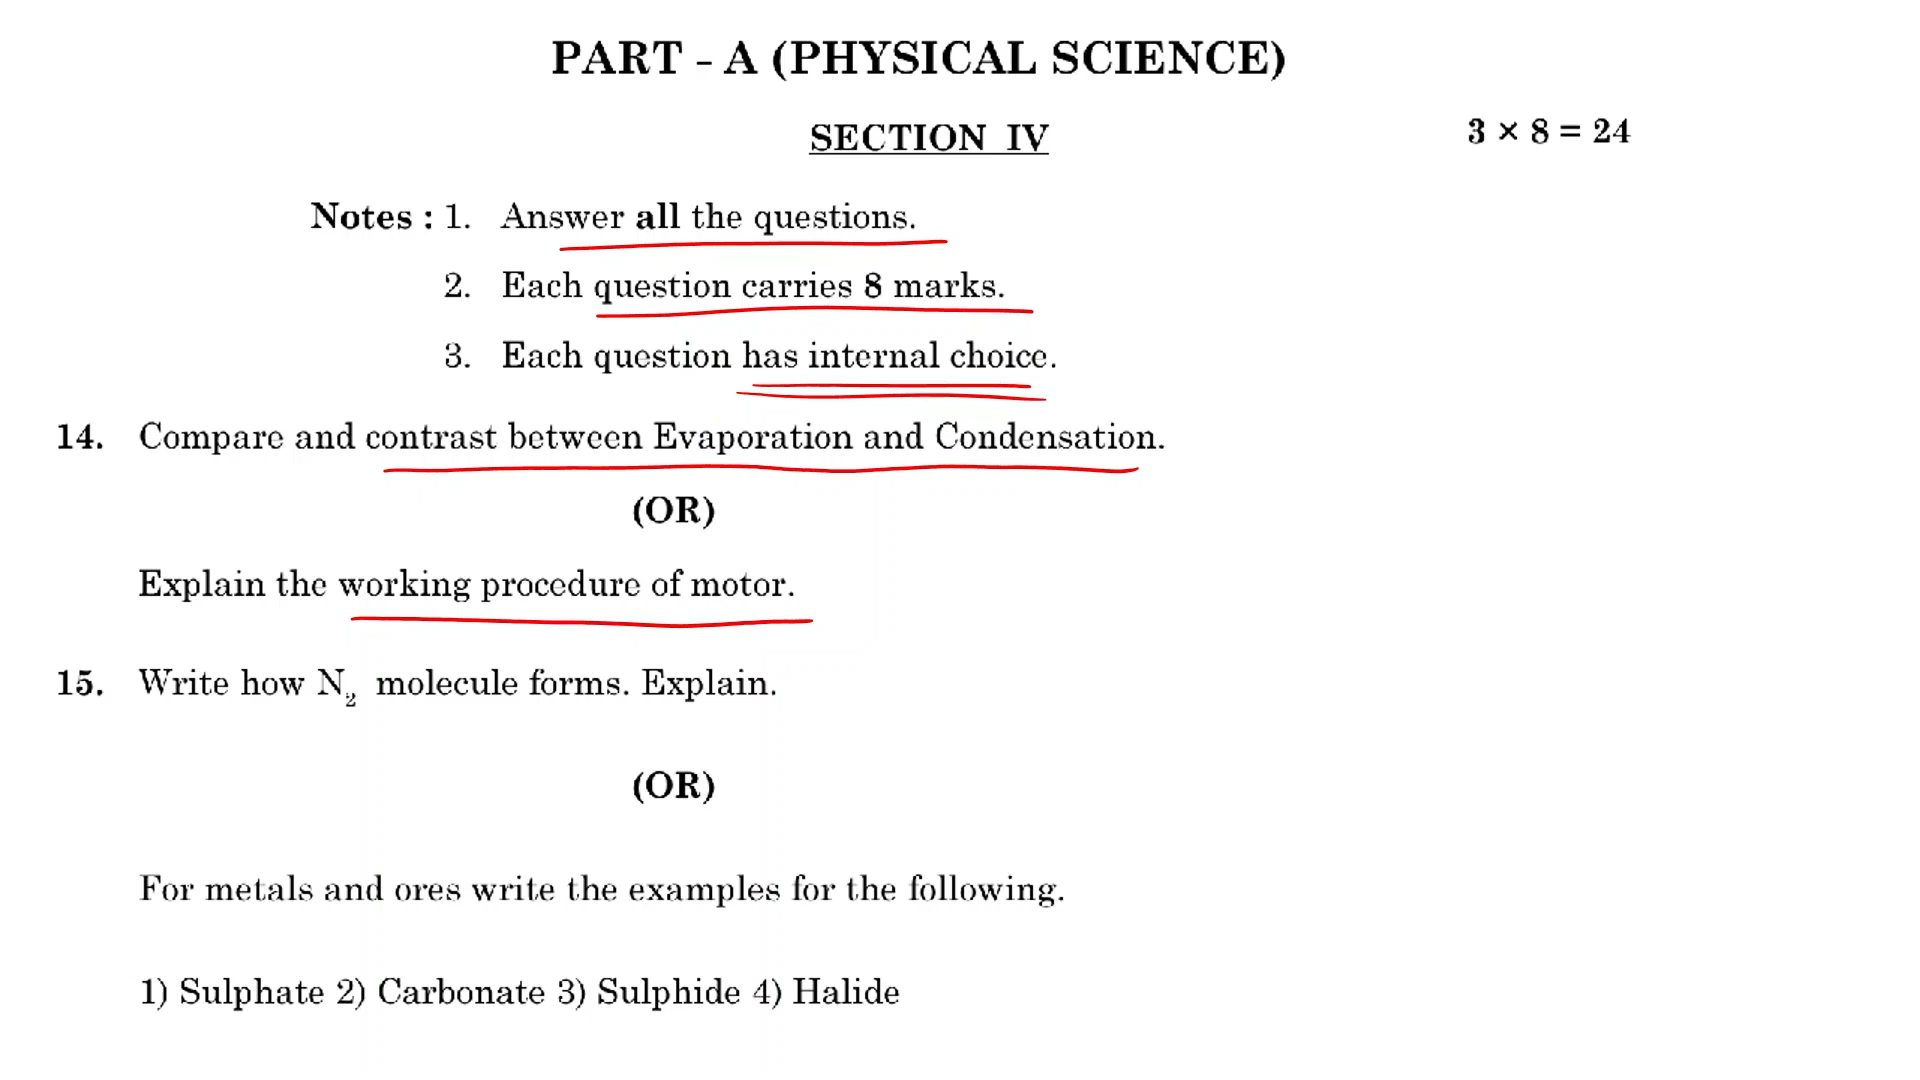 PART - A (PHYSICAL SCIENCE)
SECTION IV
3 × 8 = 24
Notes : 1. Answer all the questions.
2. Each question carries 8 marks.
3. Each question has internal choice.
14. Compare and contrast between Evaporation and Condensation.
(OR)
Explain the working procedure of motor.
15. Write how N₂ molecule forms. Explain.
(OR)
For metals and ores write the examples for the following.
1) Sulphate 2) Carbonate 3) Sulphide 4) Halide